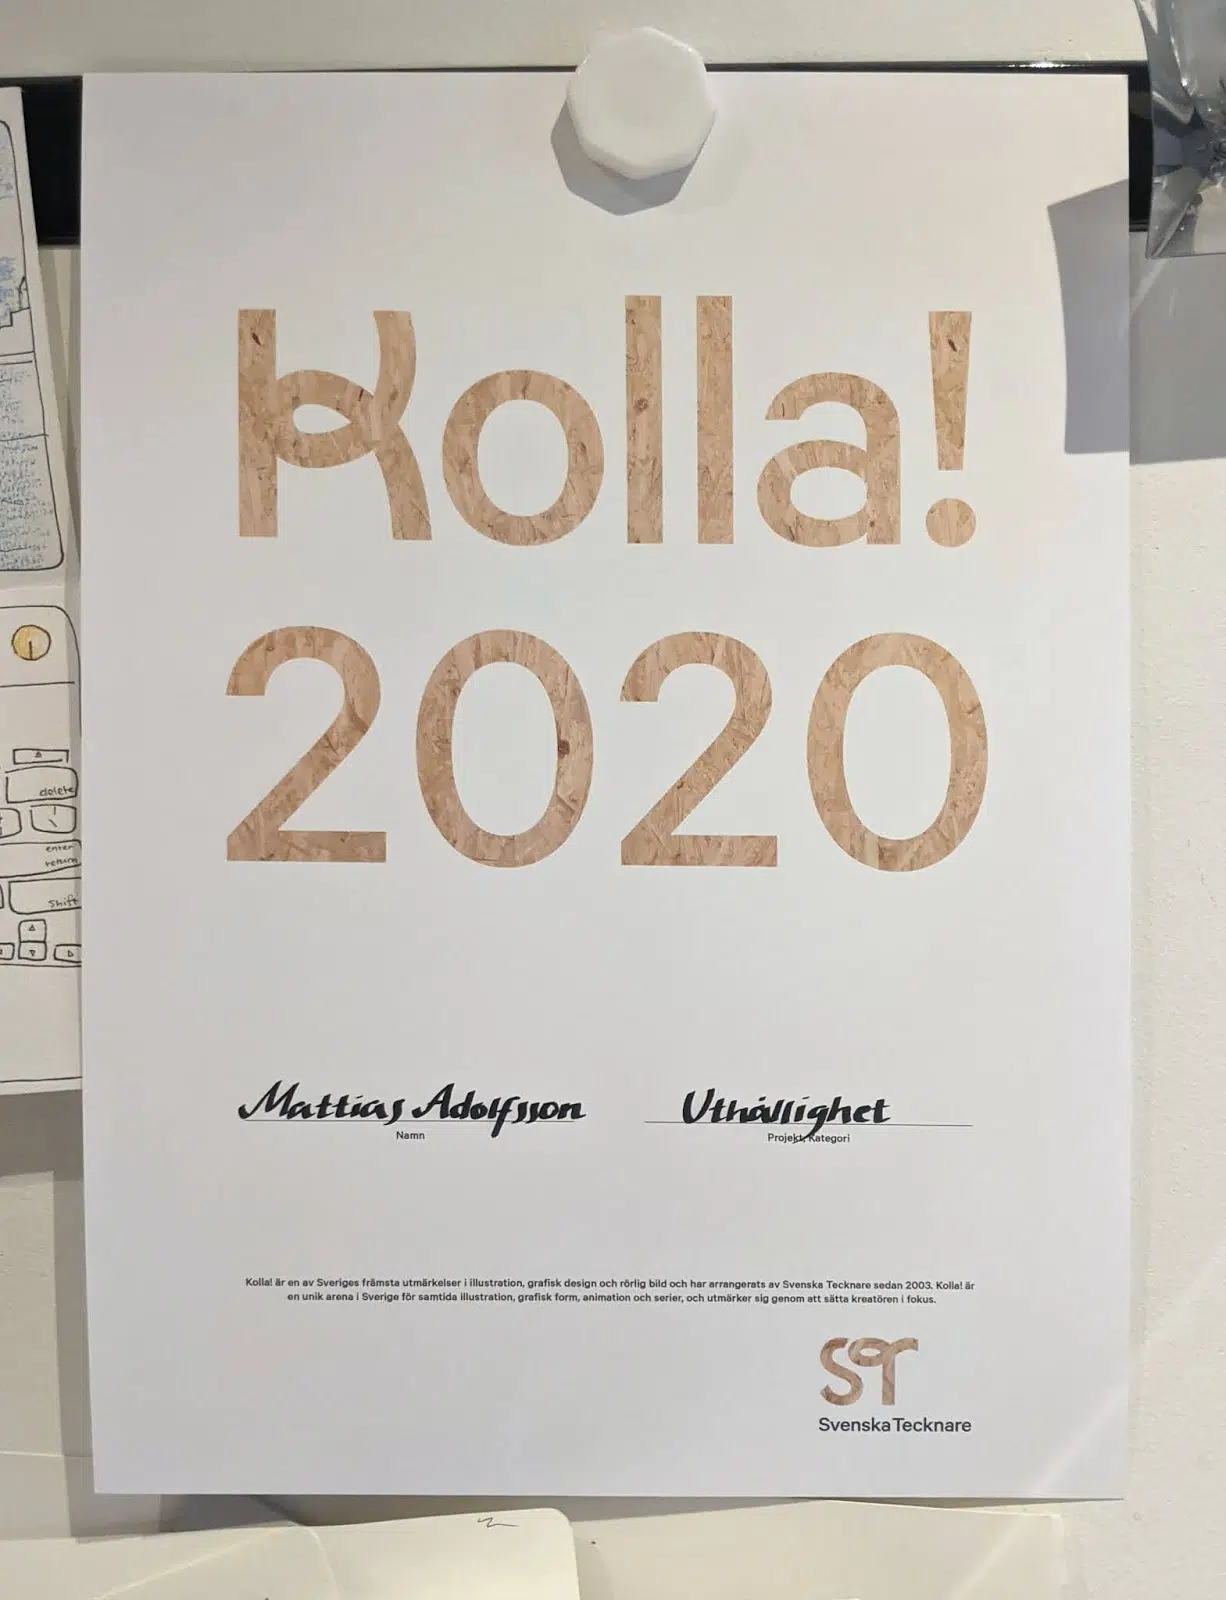 Kolla!
2020
Mattias Adolfsson
Namn
Uthållighet
Projekt, Kategori
Kolla! är en av Sveriges främsta utmärkelser i illustration, grafisk design och rörlig bild och har arrangerats av Svenska Tecknare sedan 2003. Kolla! är
en unik arena i Sverige för samtida illustration, grafisk form, animation och serier, och utmärker sig genom att sätta kreatören i fokus.
ST
Svenska Tecknare
delete
enter
return
shift